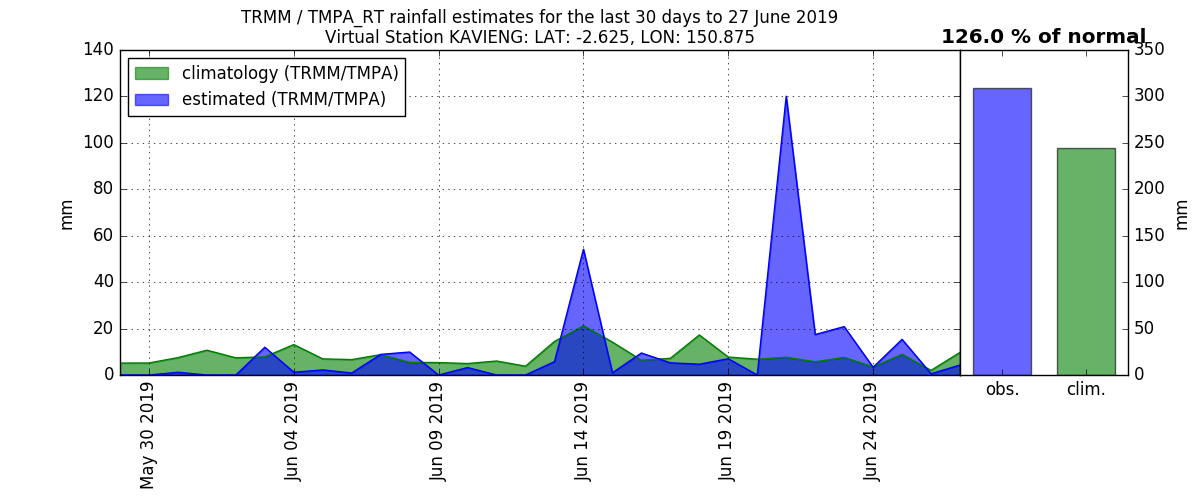 TRMM / TMPA_RT rainfall estimates for the last 30 days to 27 June 2019
Virtual Station KAVIENG: LAT: -2.625, LON: 150.875
126.0 % of normal
climatology (TRMM/TMPA)
estimated (TRMM/TMPA)
140
120
100
80
60
40
20
0
mm
350
300
250
200
150
100
50
0
mm
May 30 2019
Jun 04 2019
Jun 09 2019
Jun 14 2019
Jun 19 2019
Jun 24 2019
obs.
clim.